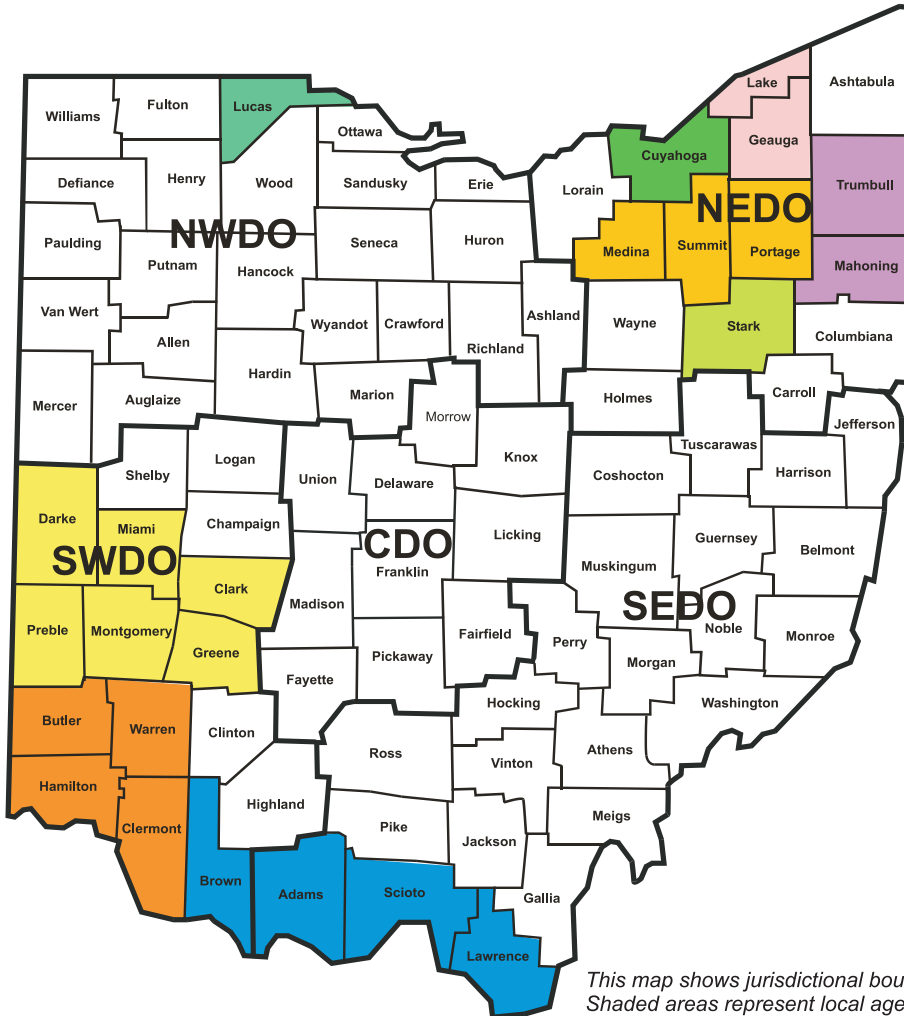 Ashtabula
Lake
Lucas
Fulton
Williams
Ottawa
Geauga
Cuyahoga
Henry
Wood
Defiance
Sandusky
Erie
Lorain
Trumbull
NEDO
NWDO
Paulding
Seneca
Huron
Medina
Summit
Portage
Putnam
Mahoning
Hancock
Van Wert
Wyandot
Crawford
Ashland
Wayne
Stark
Columbiana
Allen
Richland
Hardin
Marion
Mercer
Auglaize
Morrow
Holmes
Carroll
Jefferson
Tuscarawas
Logan
Knox
Shelby
Union
Delaware
Coshocton
Harrison
Darke
Miami
Champaign
Licking
Guernsey
Belmont
CDO
SWDO
Franklin
Muskingum
Clark
Madison
SEDO
Preble
Montgomery
Fairfield
Perry
Noble
Monroe
Greene
Pickaway
Morgan
Fayette
Hocking
Washington
Butler
Warren
Clinton
Ross
Athens
Vinton
Hamilton
Highland
Clermont
Pike
Meigs
Jackson
Brown
Adams
Scioto
Gallia
Lawrence
This map shows jurisdictional bou
Shaded areas represent local age